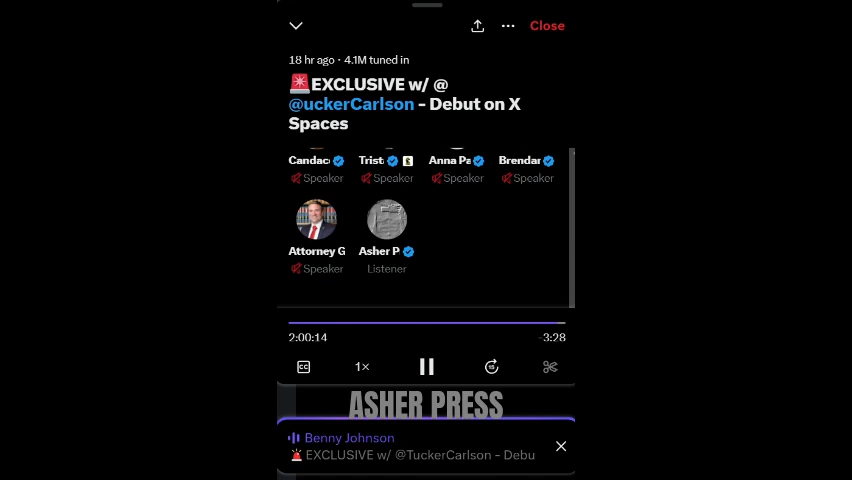 Close
18 hr ago · 4.1M tuned in
🚨EXCLUSIVE w/ @
@uckerCarlson - Debut on X
Spaces
Candac Trist Anna Pa Brendar
Speaker Speaker Speaker Speaker
Attorney G Asher P
Speaker Listener
2:00:14 -3:28
CC 1× 15
ASHER PRESS
Benny Johnson
🚨EXCLUSIVE w/ @TuckerCarlson - Debu